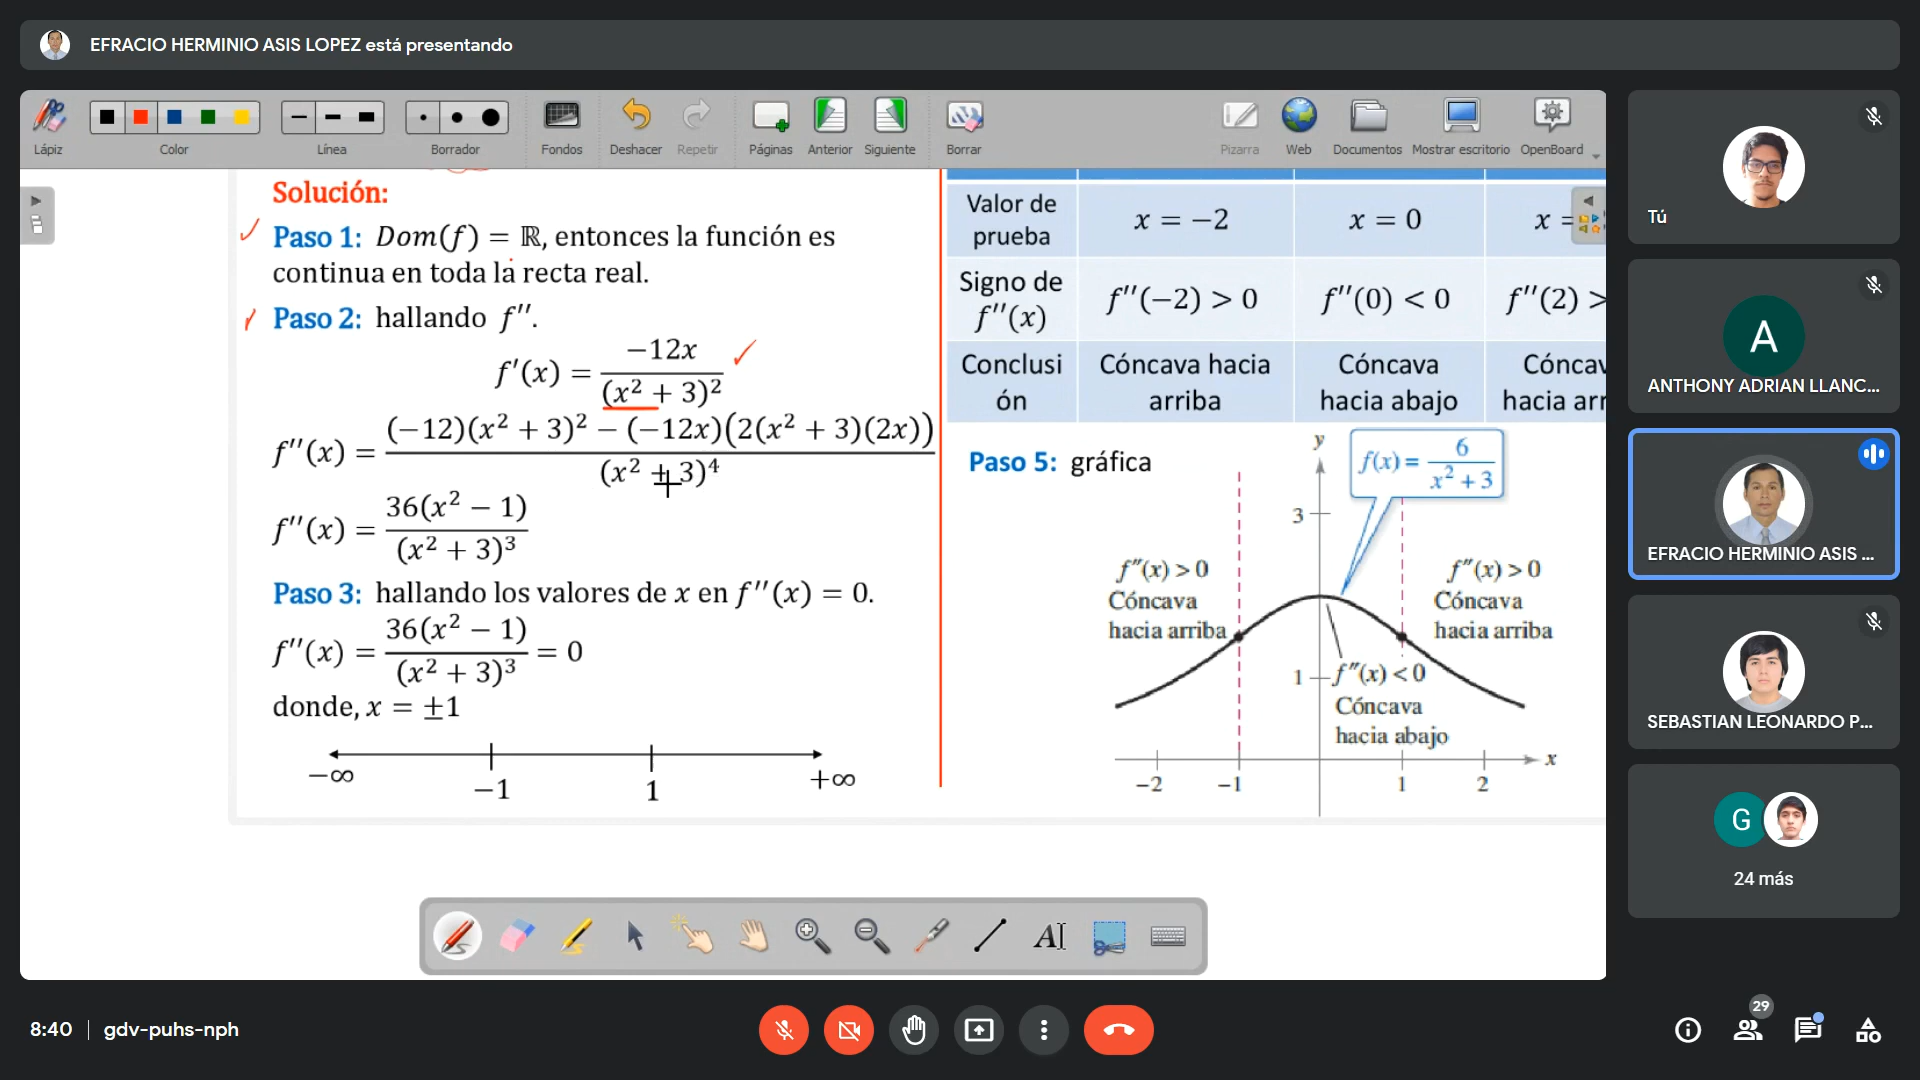 EFRACIO HERMINIO ASIS LOPEZ está presentando
Lápiz
Color
Línea
Borrador
Fondos
Deshacer
Repetir
Páginas
Anterior
Siguiente
Borrar
Pizarra
Web
Documentos
Mostrar escritorio
OpenBoard
Solución:
Paso 1: Dom(f) = ℝ, entonces la función es
continua en toda la recta real.
Paso 2: hallando f′′.
f′(x) = −12x / (x² + 3)²
f′′(x) = (−12)(x² + 3)² − (−12x)(2(x² + 3)(2x)) / (x² + 3)⁴
f′′(x) = 36(x² − 1) / (x² + 3)³
Paso 3: hallando los valores de x en f′′(x) = 0.
f′′(x) = 36(x² − 1) / (x² + 3)³ = 0
donde, x = ±1
−∞ −1 1 +∞
Valor de prueba x = −2 x = 0 x =
Signo de f′′(x) f′′(−2) > 0 f′′(0) < 0 f′′(2) >
Conclusi ón Cóncava hacia arriba Cóncava hacia abajo Cóncav hacia arr
Paso 5: gráfica
y
f(x) = 6 / x² + 3
3
f″(x) > 0
Cóncava
hacia arriba
f″(x) > 0
Cóncava
hacia arriba
1
f″(x) < 0
Cóncava
hacia abajo
x
−2 −1 1 2
Tú
A
ANTHONY ADRIAN LLANC...
EFRACIO HERMINIO ASIS ...
SEBASTIAN LEONARDO P...
G
24 más
8:40 | gdv-puhs-nph
29